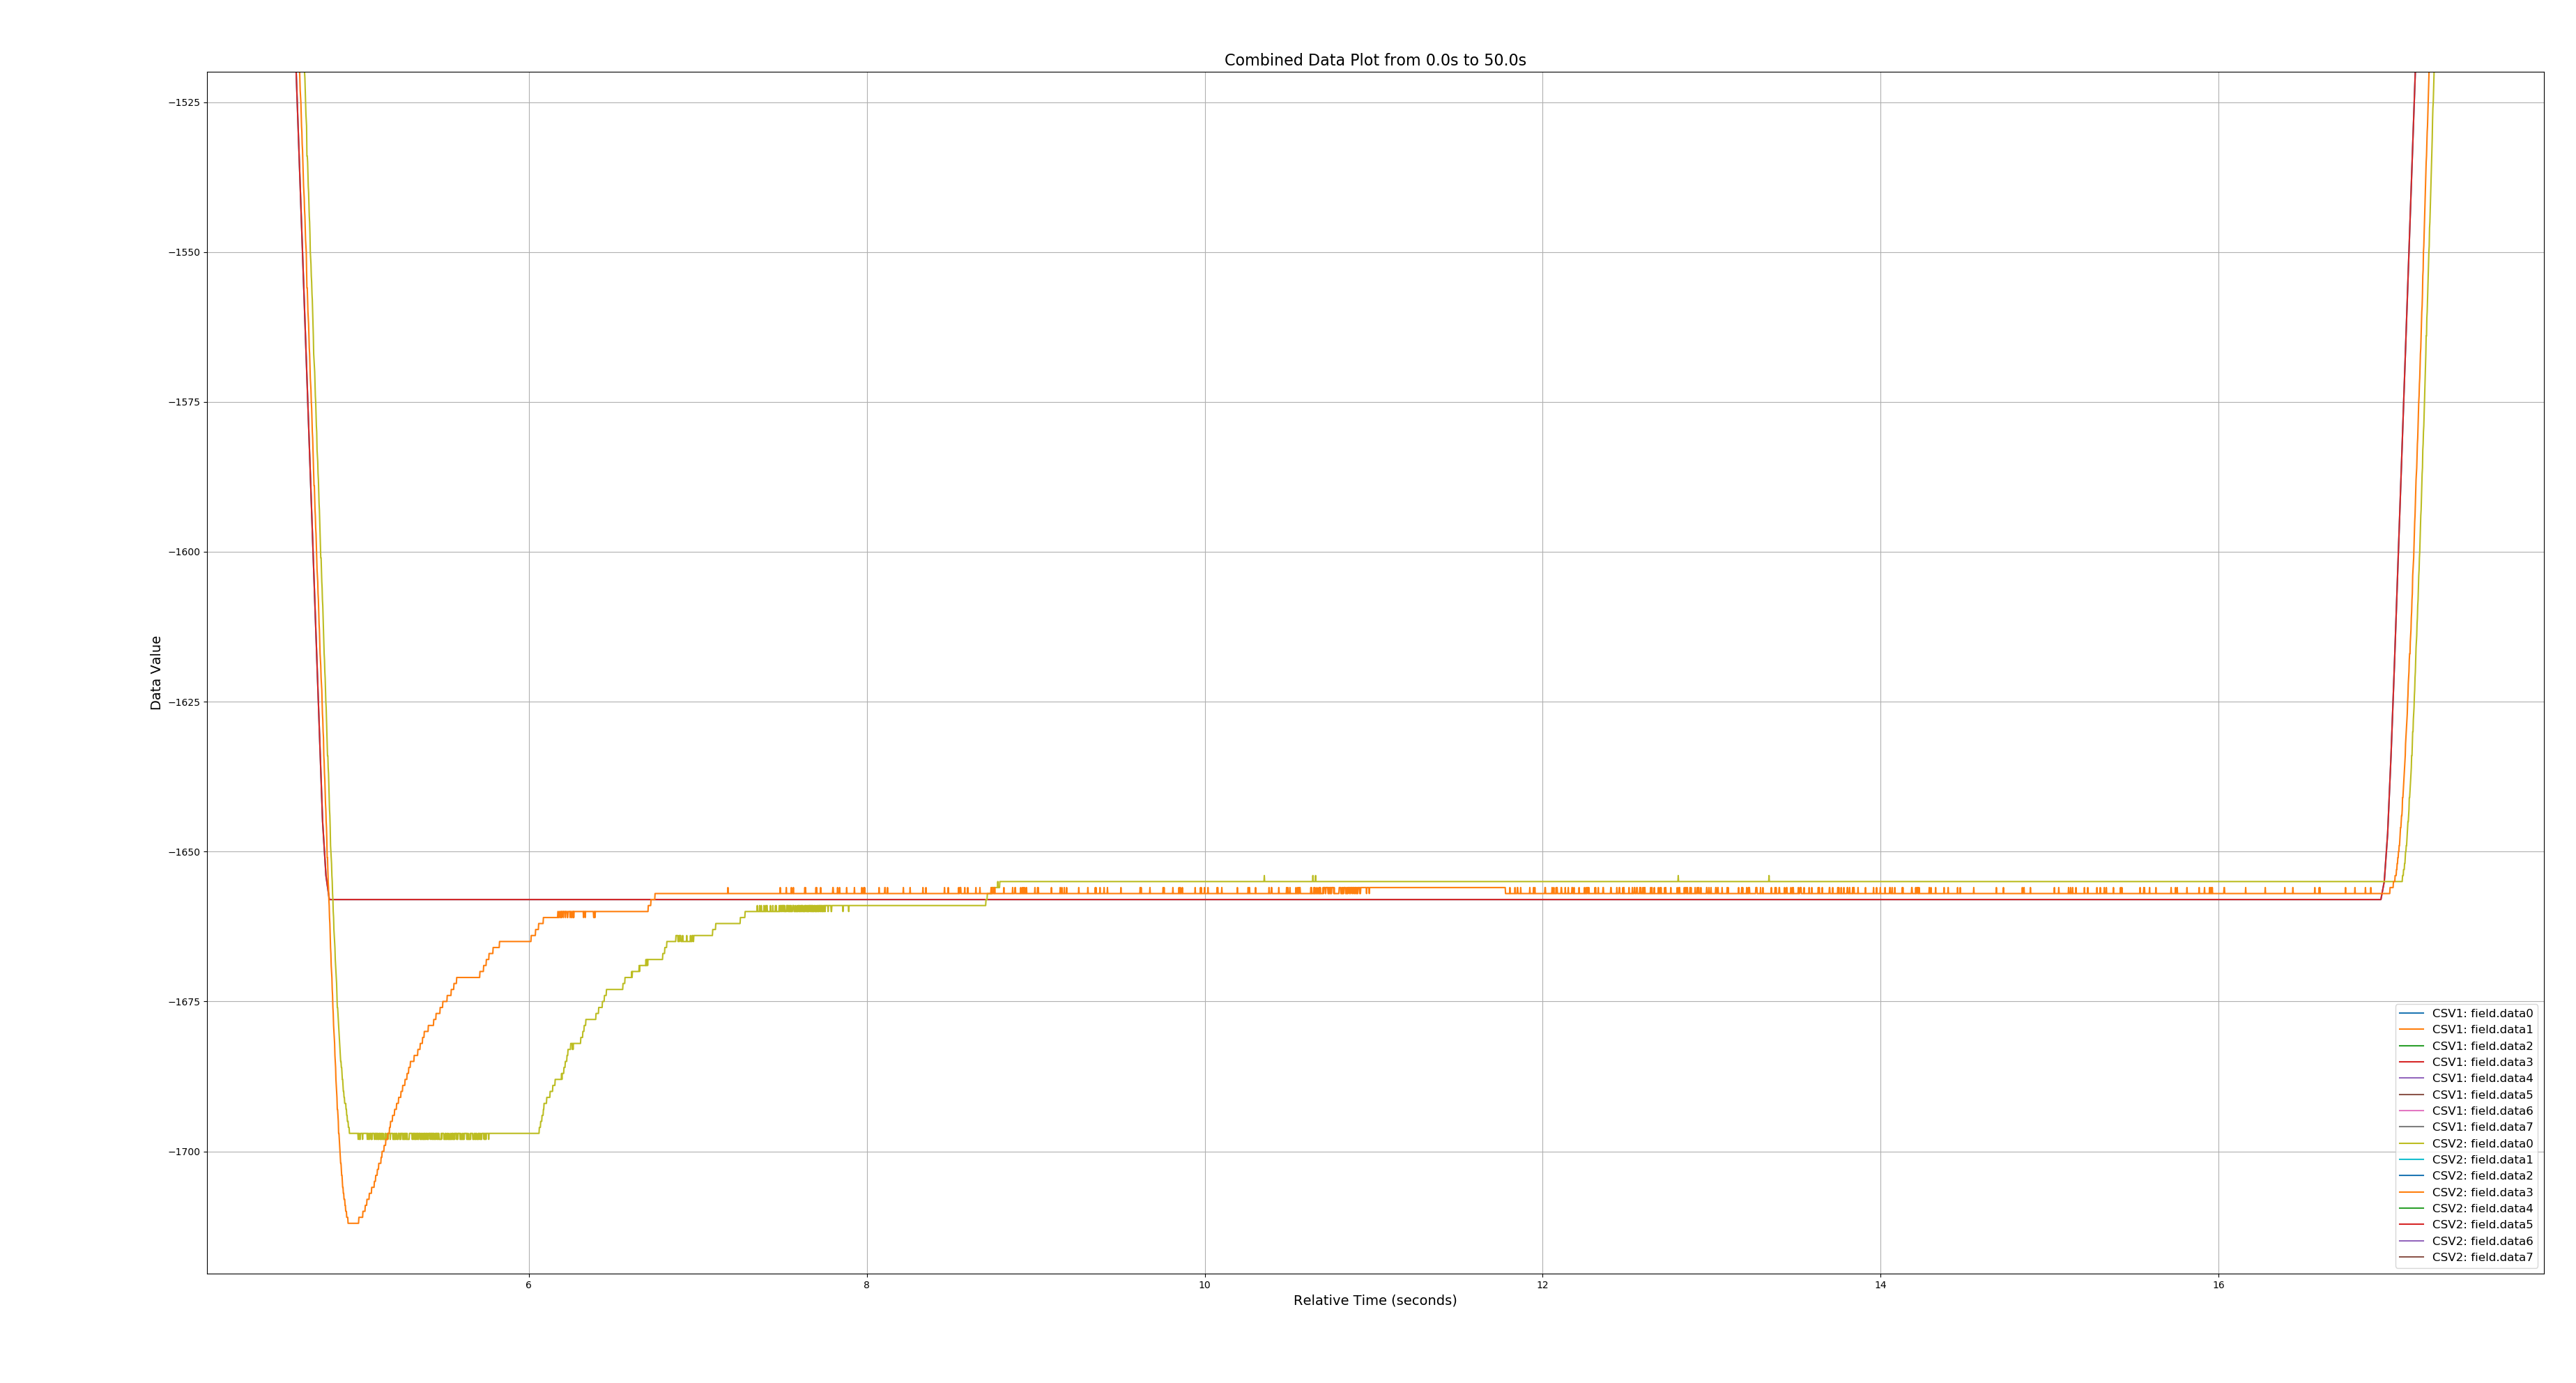 Combined Data Plot from 0.0s to 50.0s
−1525
−1550
−1575
−1600
−1625
−1650
−1675
−1700
Data Value
6 8 10 12 14 16
Relative Time (seconds)
CSV1: field.data0
CSV1: field.data1
CSV1: field.data2
CSV1: field.data3
CSV1: field.data4
CSV1: field.data5
CSV1: field.data6
CSV1: field.data7
CSV2: field.data0
CSV2: field.data1
CSV2: field.data2
CSV2: field.data3
CSV2: field.data4
CSV2: field.data5
CSV2: field.data6
CSV2: field.data7